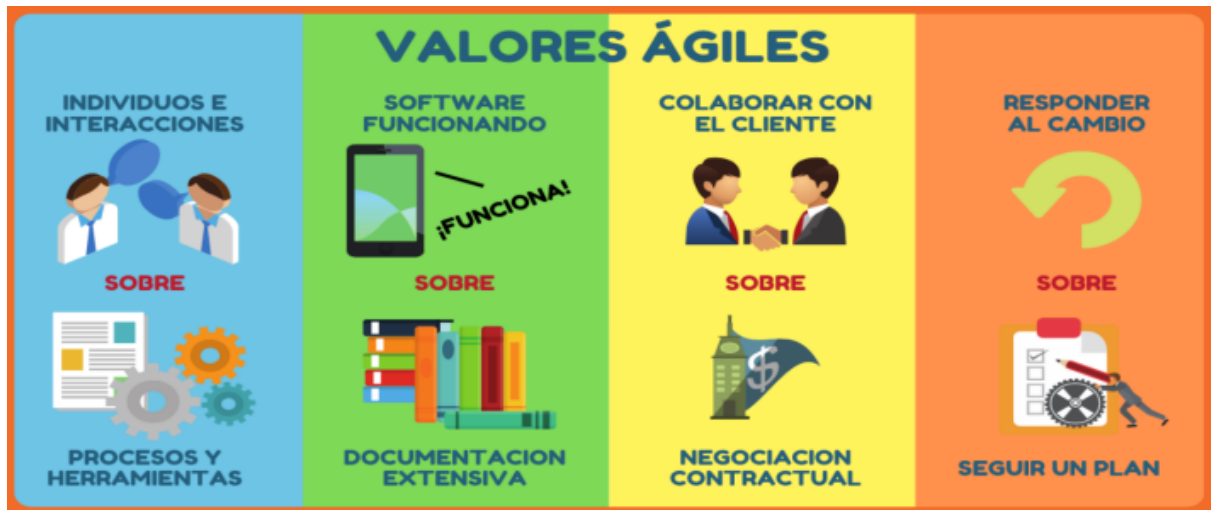 VALORES ÁGILES
INDIVIDUOS E
INTERACCIONES
SOBRE
PROCESOS Y
HERRAMIENTAS
SOFTWARE
FUNCIONANDO
¡FUNCIONA!
SOBRE
DOCUMENTACION
EXTENSIVA
COLABORAR CON
EL CLIENTE
SOBRE
$
NEGOCIACION
CONTRACTUAL
RESPONDER
AL CAMBIO
SOBRE
SEGUIR UN PLAN